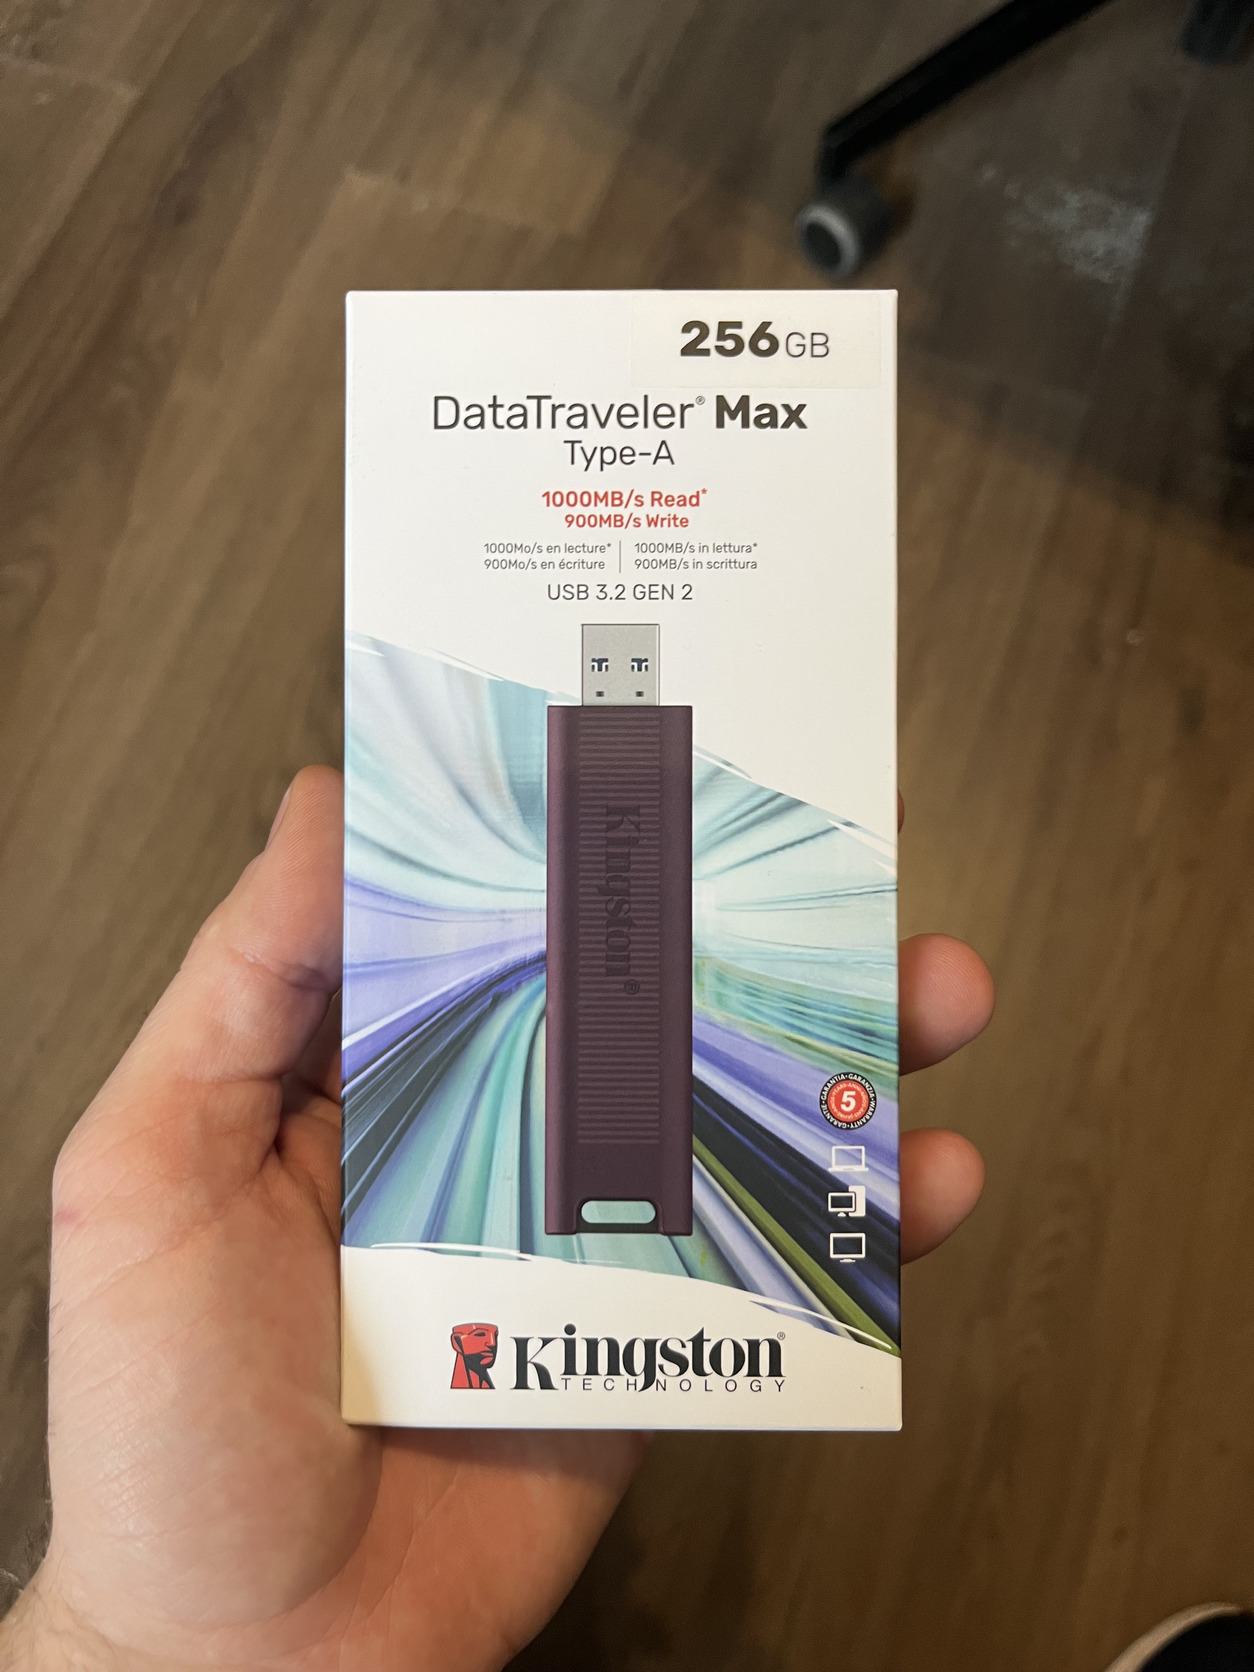 256GB
DataTraveler® Max
Type-A
1000MB/s Read*
900MB/s Write
1000Mo/s en lecture*
900Mo/s en écriture
1000MB/s in lettura*
900MB/s in scrittura
USB 3.2 GEN 2
Kingston®
5
Kingston®
TECHNOLOGY